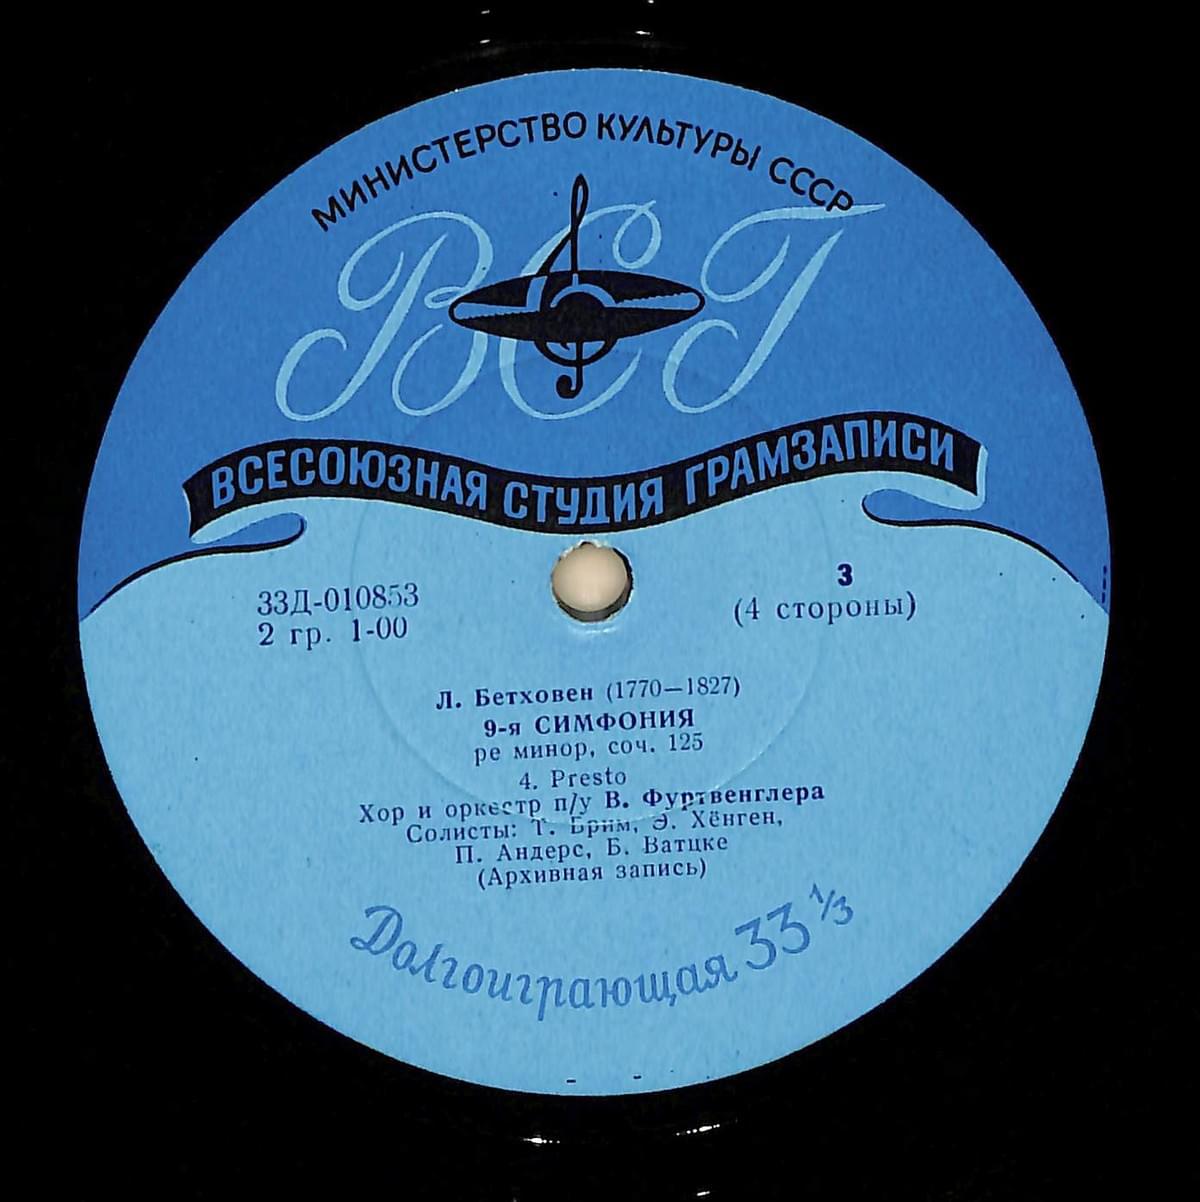 МИНИСТЕРСТВО КУЛЬТУРЫ СССР
ВСГ
ВСЕСОЮЗНАЯ СТУДИЯ ГРАМЗАПИСИ
33Д-010853
2 гр. 1-00
3
(4 стороны)
Л. Бетховен (1770—1827)
9-я СИМФОНИЯ
ре минор, соч. 125
4. Presto
Хор и оркестр п/у В. Фуртвенглера
Солисты: Т. Брим, Э. Хёнген,
П. Андерс, Б. Ватцке
(Архивная запись)
Долгоиграющая 33 1/3